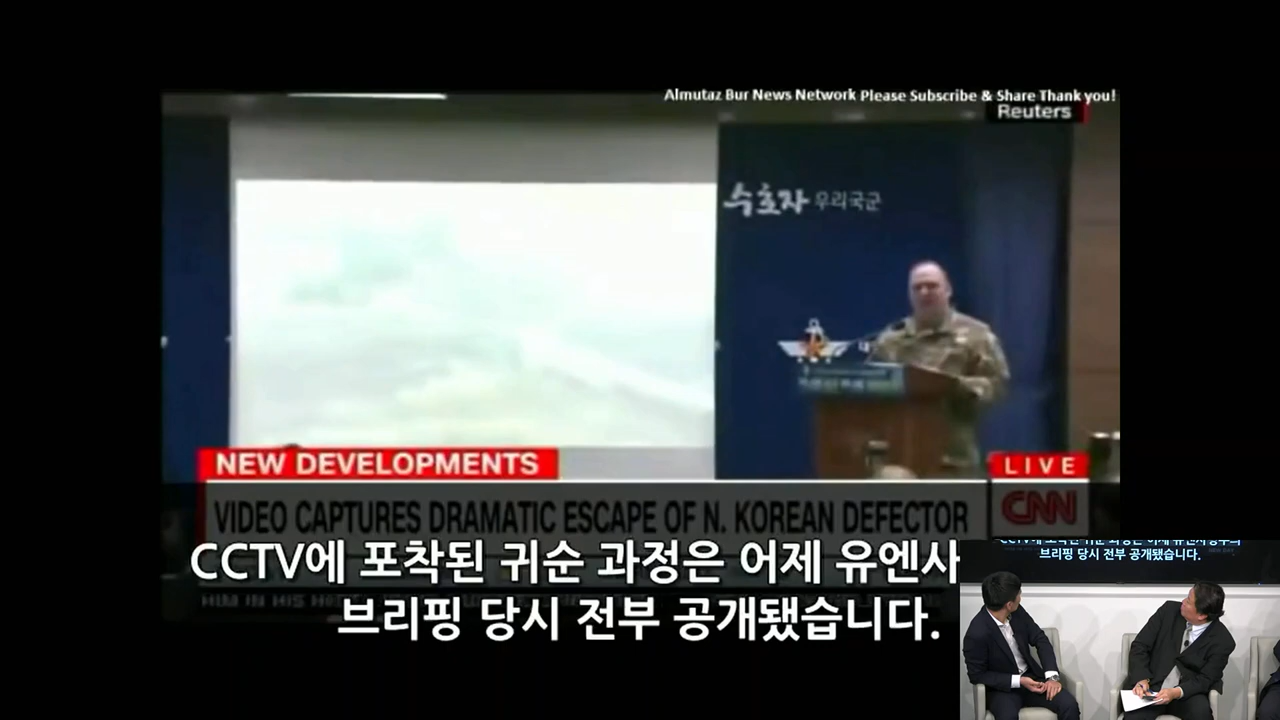 Almutaz Bur News Network Please Subscribe & Share Thank you!
Reuters
수호자 우리국군
NEW DEVELOPMENTS
LIVE
VIDEO CAPTURES DRAMATIC ESCAPE OF N. KOREAN DEFECTOR
CNN
CCTV에 포착된 귀순 과정은 어제 유엔사
브리핑 당시 전부 공개됐습니다.
HIM IN HIS
브리핑 당시 전부 공개됐습니다.